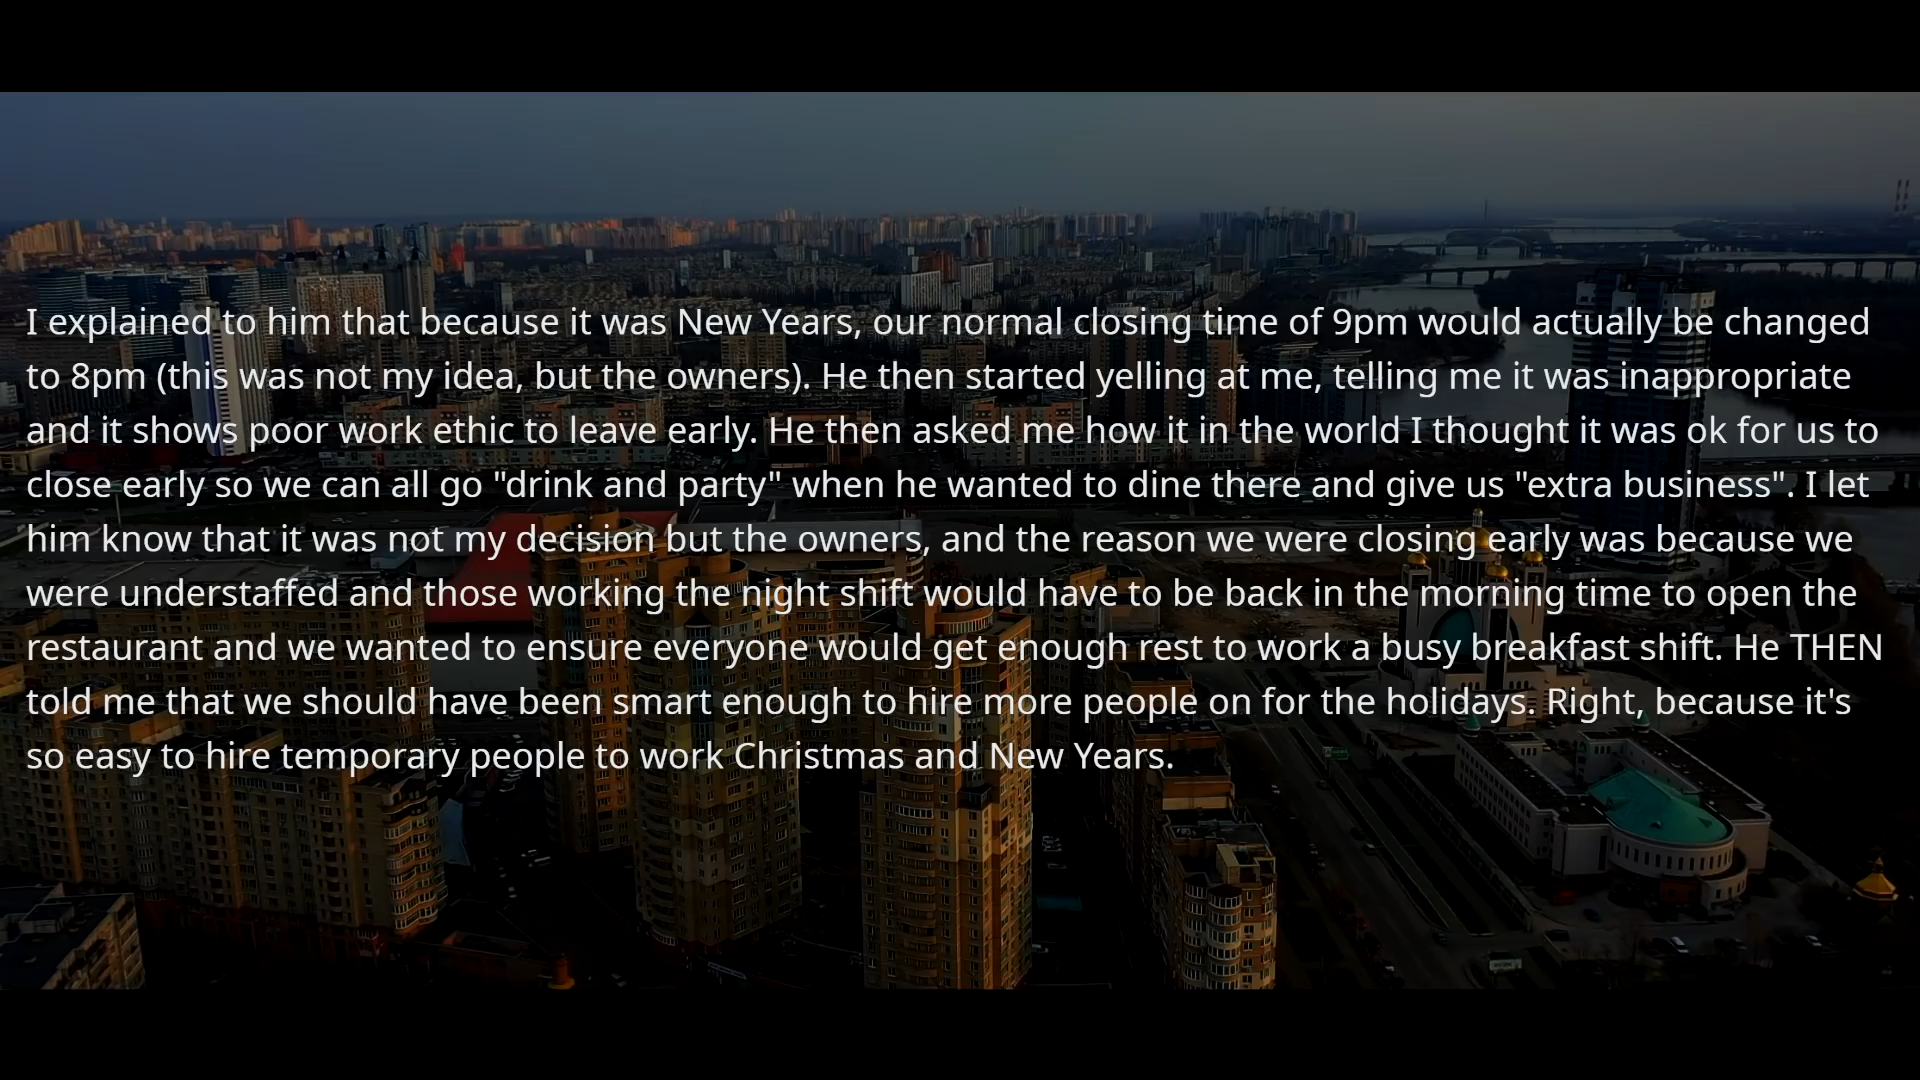 I explained to him that because it was New Years, our normal closing time of 9pm would actually be changed
to 8pm (this was not my idea, but the owners). He then started yelling at me, telling me it was inappropriate
and it shows poor work ethic to leave early. He then asked me how it in the world I thought it was ok for us to
close early so we can all go "drink and party" when he wanted to dine there and give us "extra business". I let
him know that it was not my decision but the owners, and the reason we were closing early was because we
were understaffed and those working the night shift would have to be back in the morning time to open the
restaurant and we wanted to ensure everyone would get enough rest to work a busy breakfast shift. He THEN
told me that we should have been smart enough to hire more people on for the holidays. Right, because it's
so easy to hire temporary people to work Christmas and New Years.